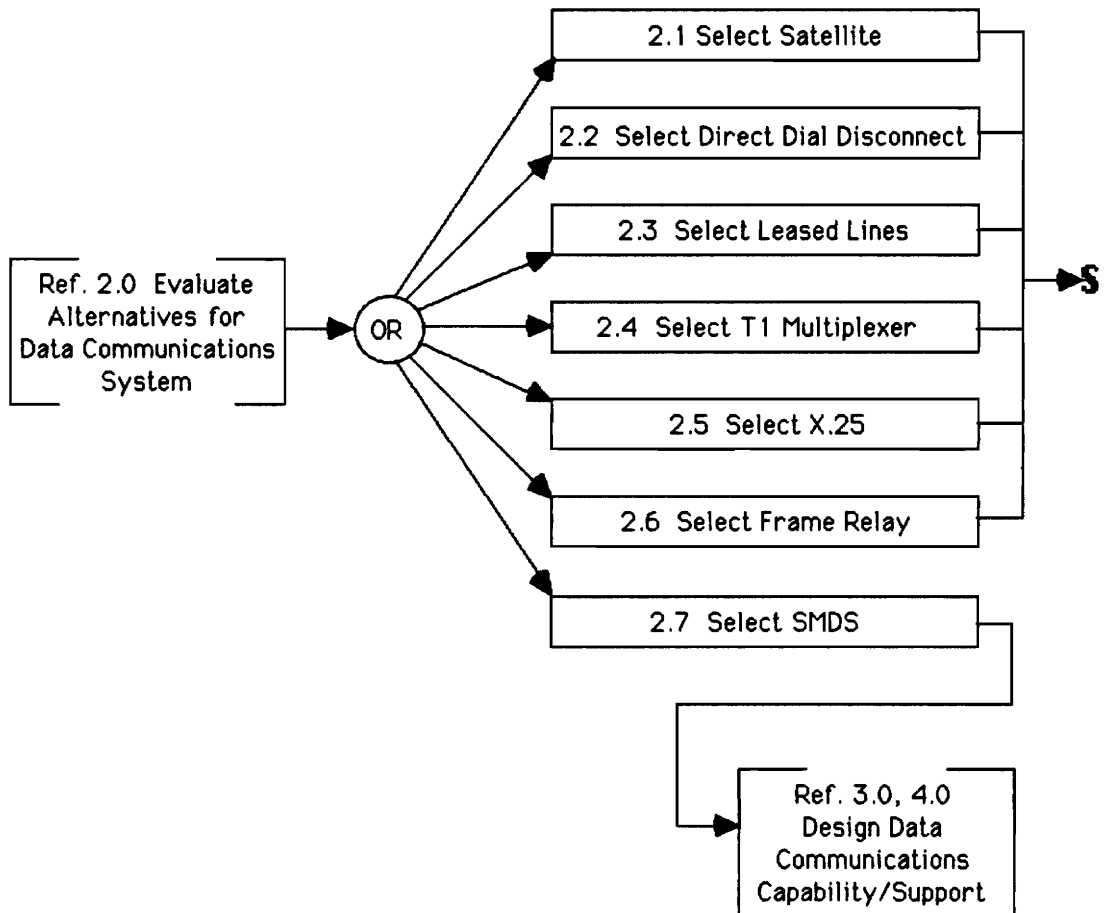 2.1 Select Satellite
2.2 Select Direct Dial Disconnect
2.3 Select Leased Lines
Ref. 2.0 Evaluate
Alternatives for
Data Communications
System
OR
2.4 Select T1 Multiplexer
S
2.5 Select X.25
2.6 Select Frame Relay
2.7 Select SMDS
Ref. 3.0, 4.0
Design Data
Communications
Capability/Support